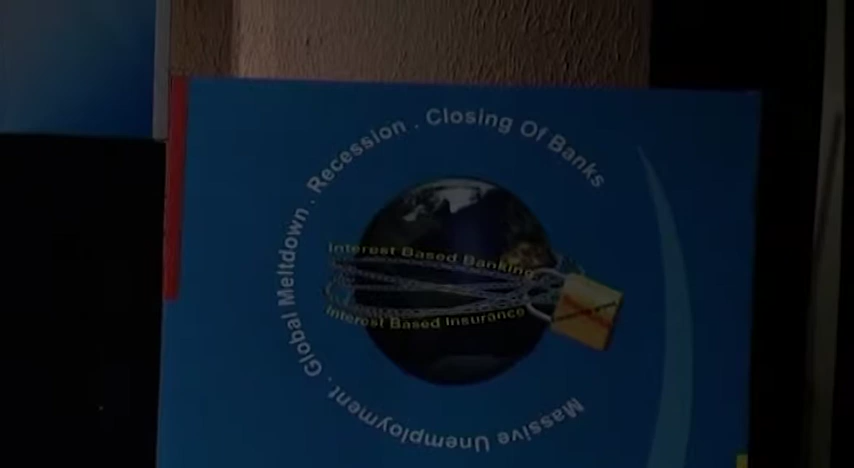 Massive Unemployment . Global Meltdown . Recession . Closing Of Banks
Interest Based Banking
Interest Based Insurance